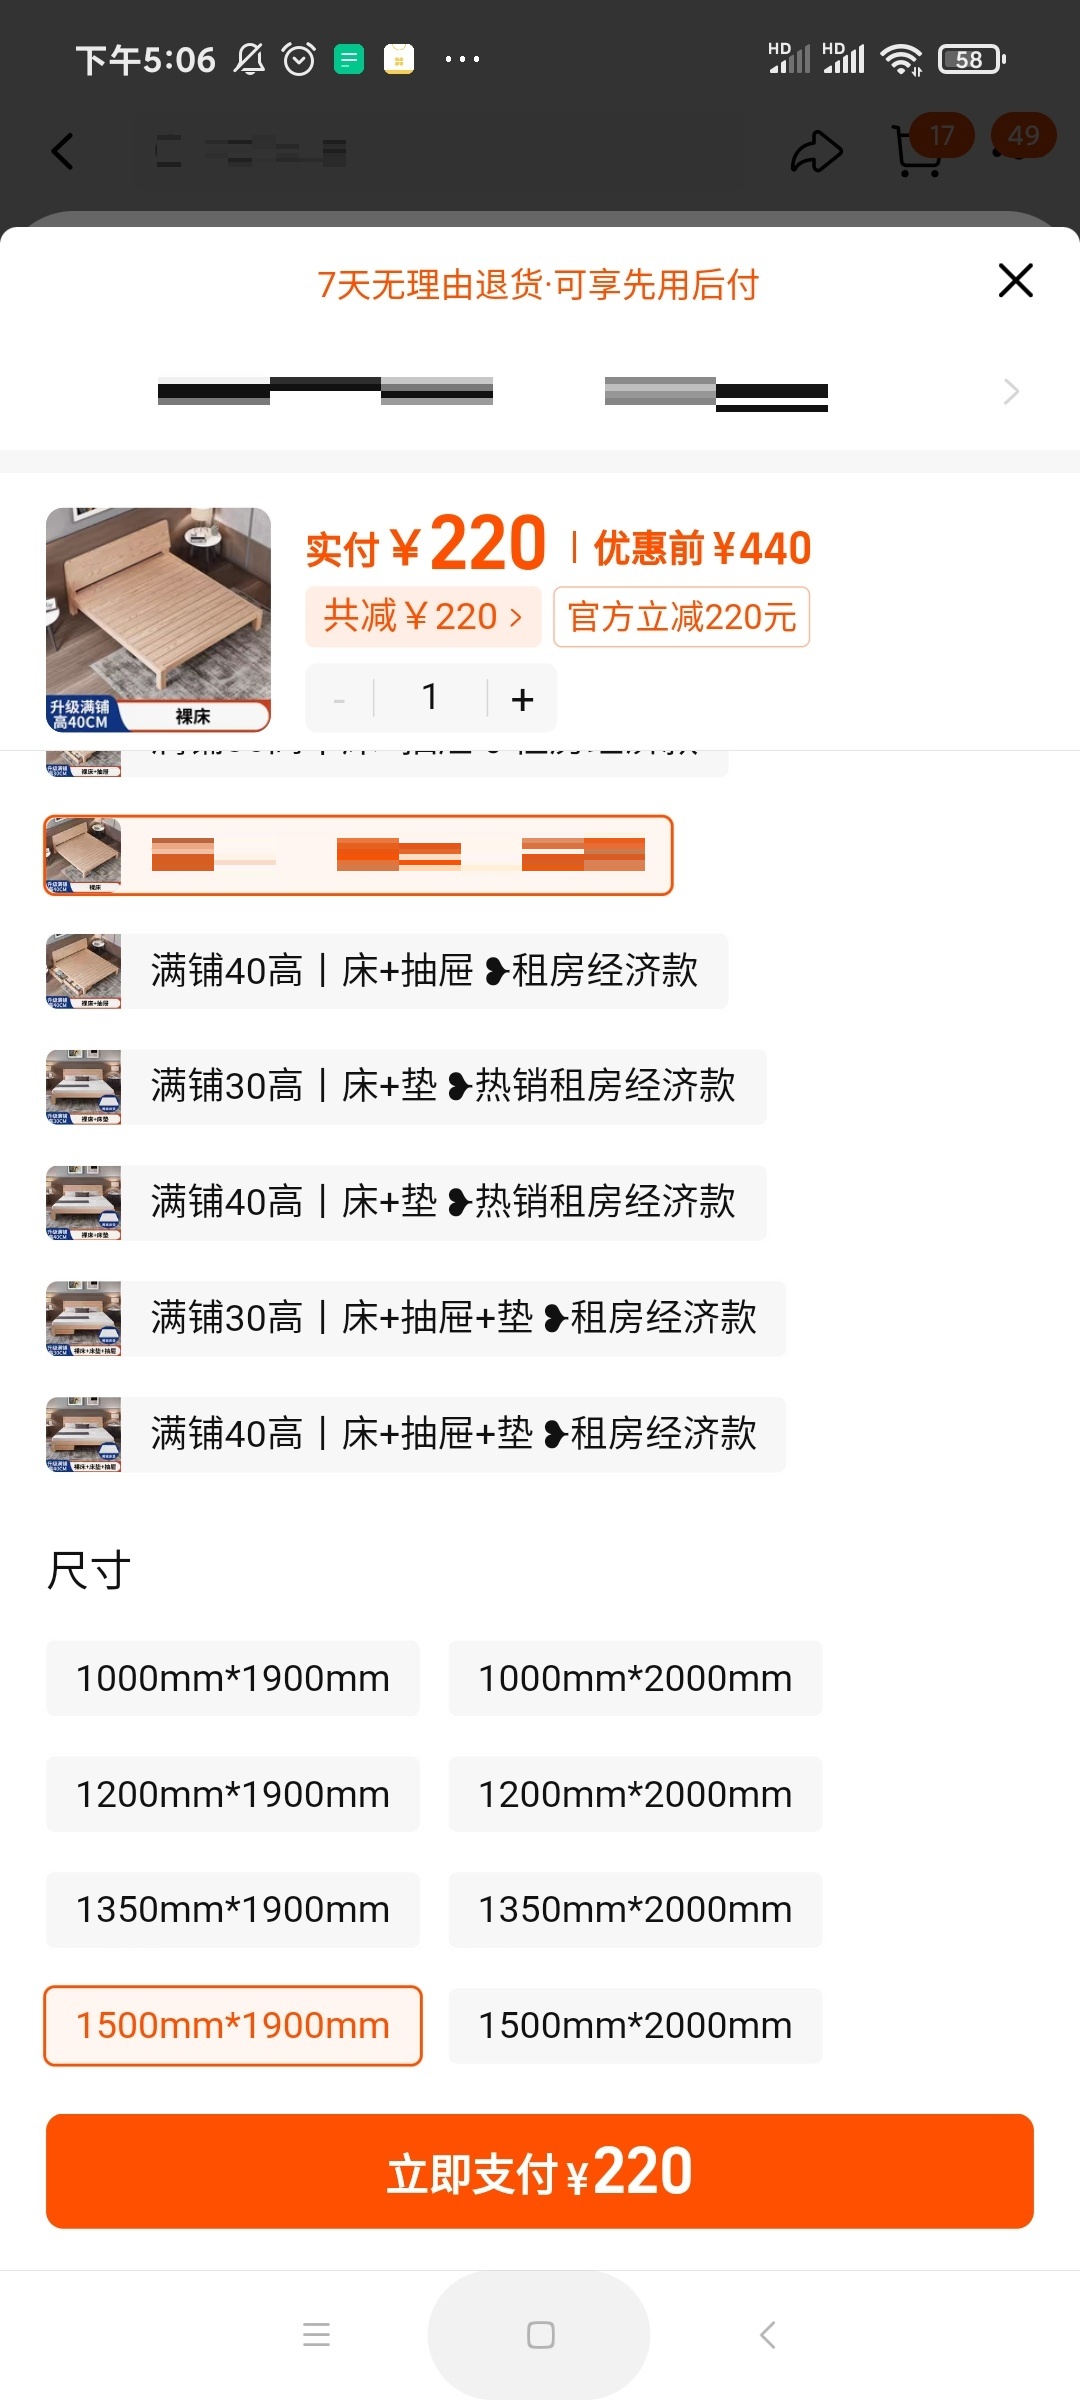 下午5:06
HD HD 58
17 49
7天无理由退货·可享先用后付
实付¥220 | 优惠前¥440
共减¥220 >
官方立减220元
- 1 +
升级满铺
高40CM
裸床
满铺40高丨床+抽屉❥租房经济款
满铺30高丨床+垫❥热销租房经济款
满铺40高丨床+垫❥热销租房经济款
满铺30高丨床+抽屉+垫❥租房经济款
满铺40高丨床+抽屉+垫❥租房经济款
尺寸
1000mm*1900mm
1000mm*2000mm
1200mm*1900mm
1200mm*2000mm
1350mm*1900mm
1350mm*2000mm
1500mm*1900mm
1500mm*2000mm
立即支付¥220